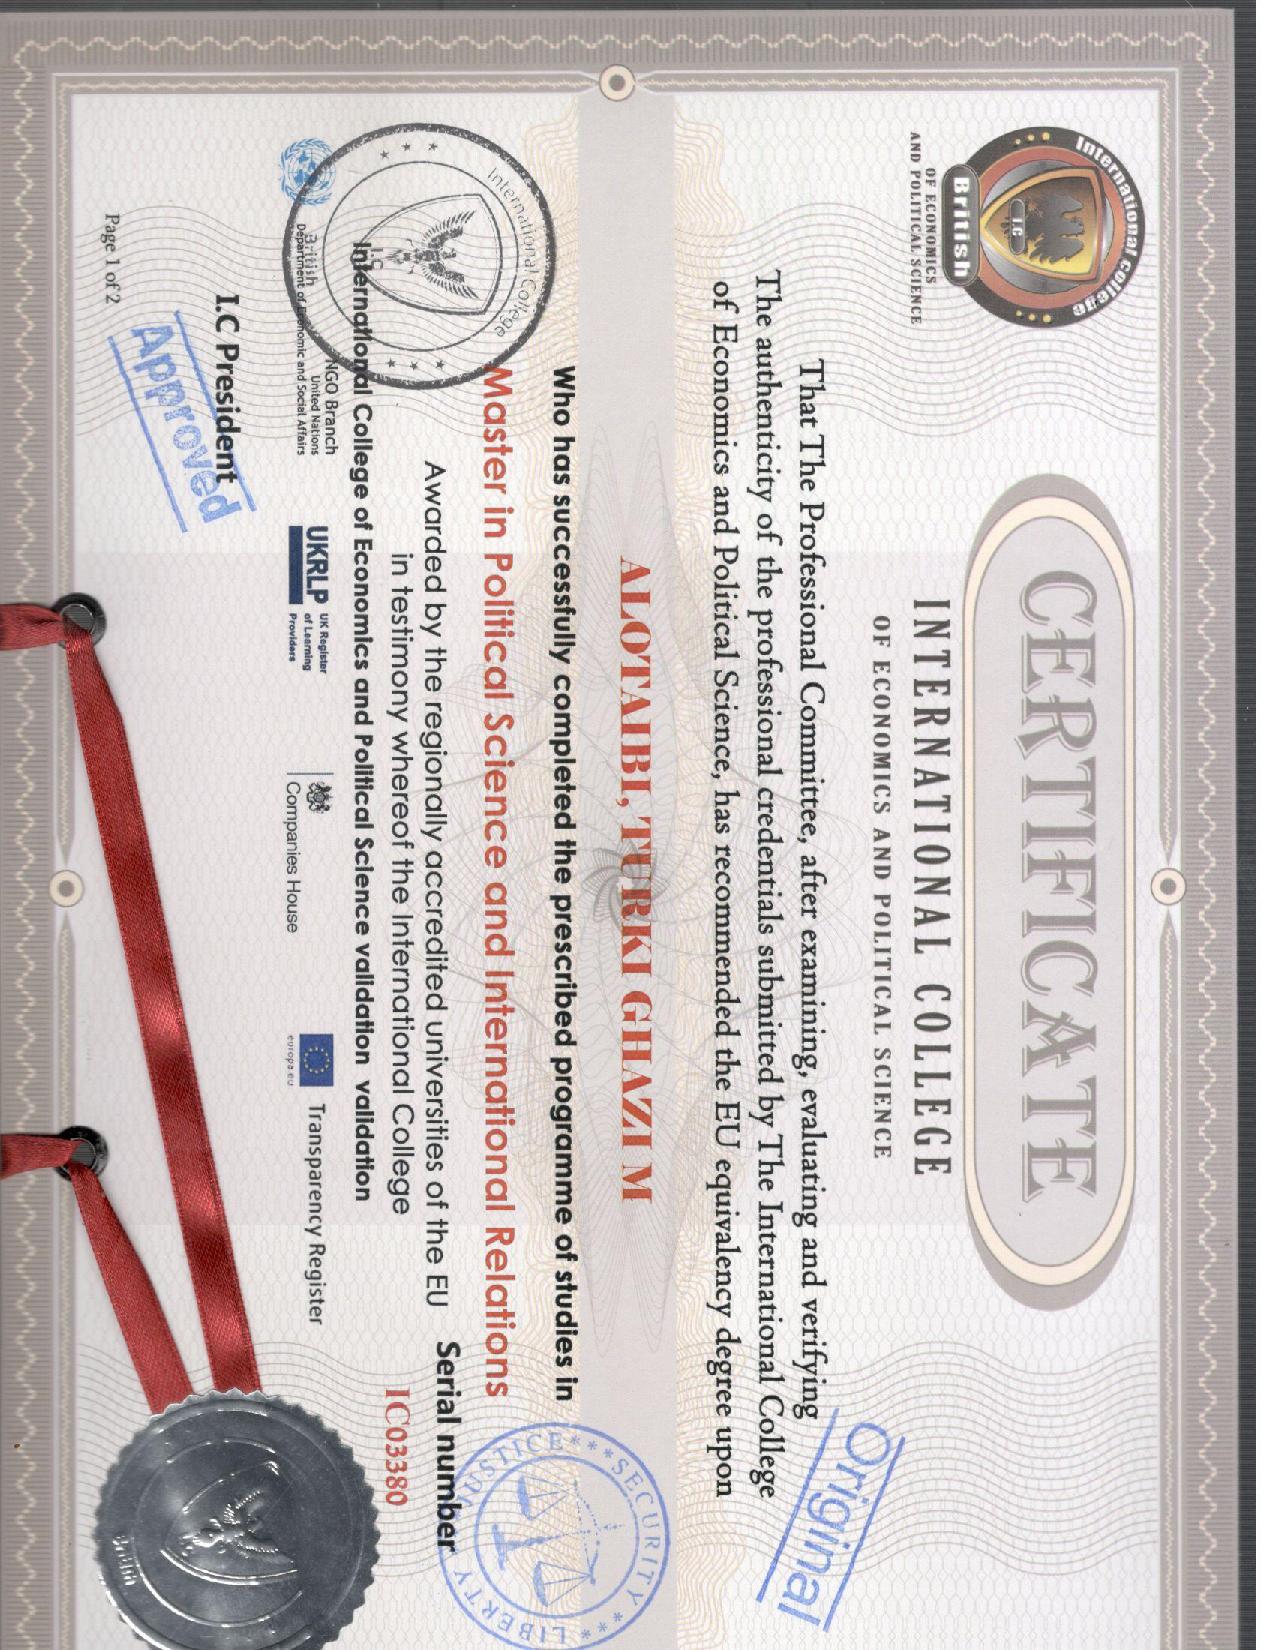 International college
I.C
British
OF ECONOMICS
AND POLITICAL SCIENCE
CERTIFICATE
INTERNATIONAL COLLEGE
OF ECONOMICS AND POLITICAL SCIENCE
Original
That The Professional Committee, after examining, evaluating and verifying
The authenticity of the professional credentials submitted by The International College
of Economics and Political Science, has recommended the EU equivalency degree upon
ALOTAIBI, TURKI GHAZI M
Who has successfully completed the prescribed programme of studies in
Master in Political Science and International Relations
SECURITY *** LIBERTY JUSTICE ***
Awarded by the regionally accredited universities of the EU
in testimony whereof the International College
Serial number
IC03380
International College of Economics and Political Science validation validation
International College
I.C
British
NGO Branch
United Nations
Department of Economic and Social Affairs
UKRLP
UK Register
of Learning
Providers
Companies House
europa.eu
Transparency Register
I.C President
Approved
Page 1 of 2
British